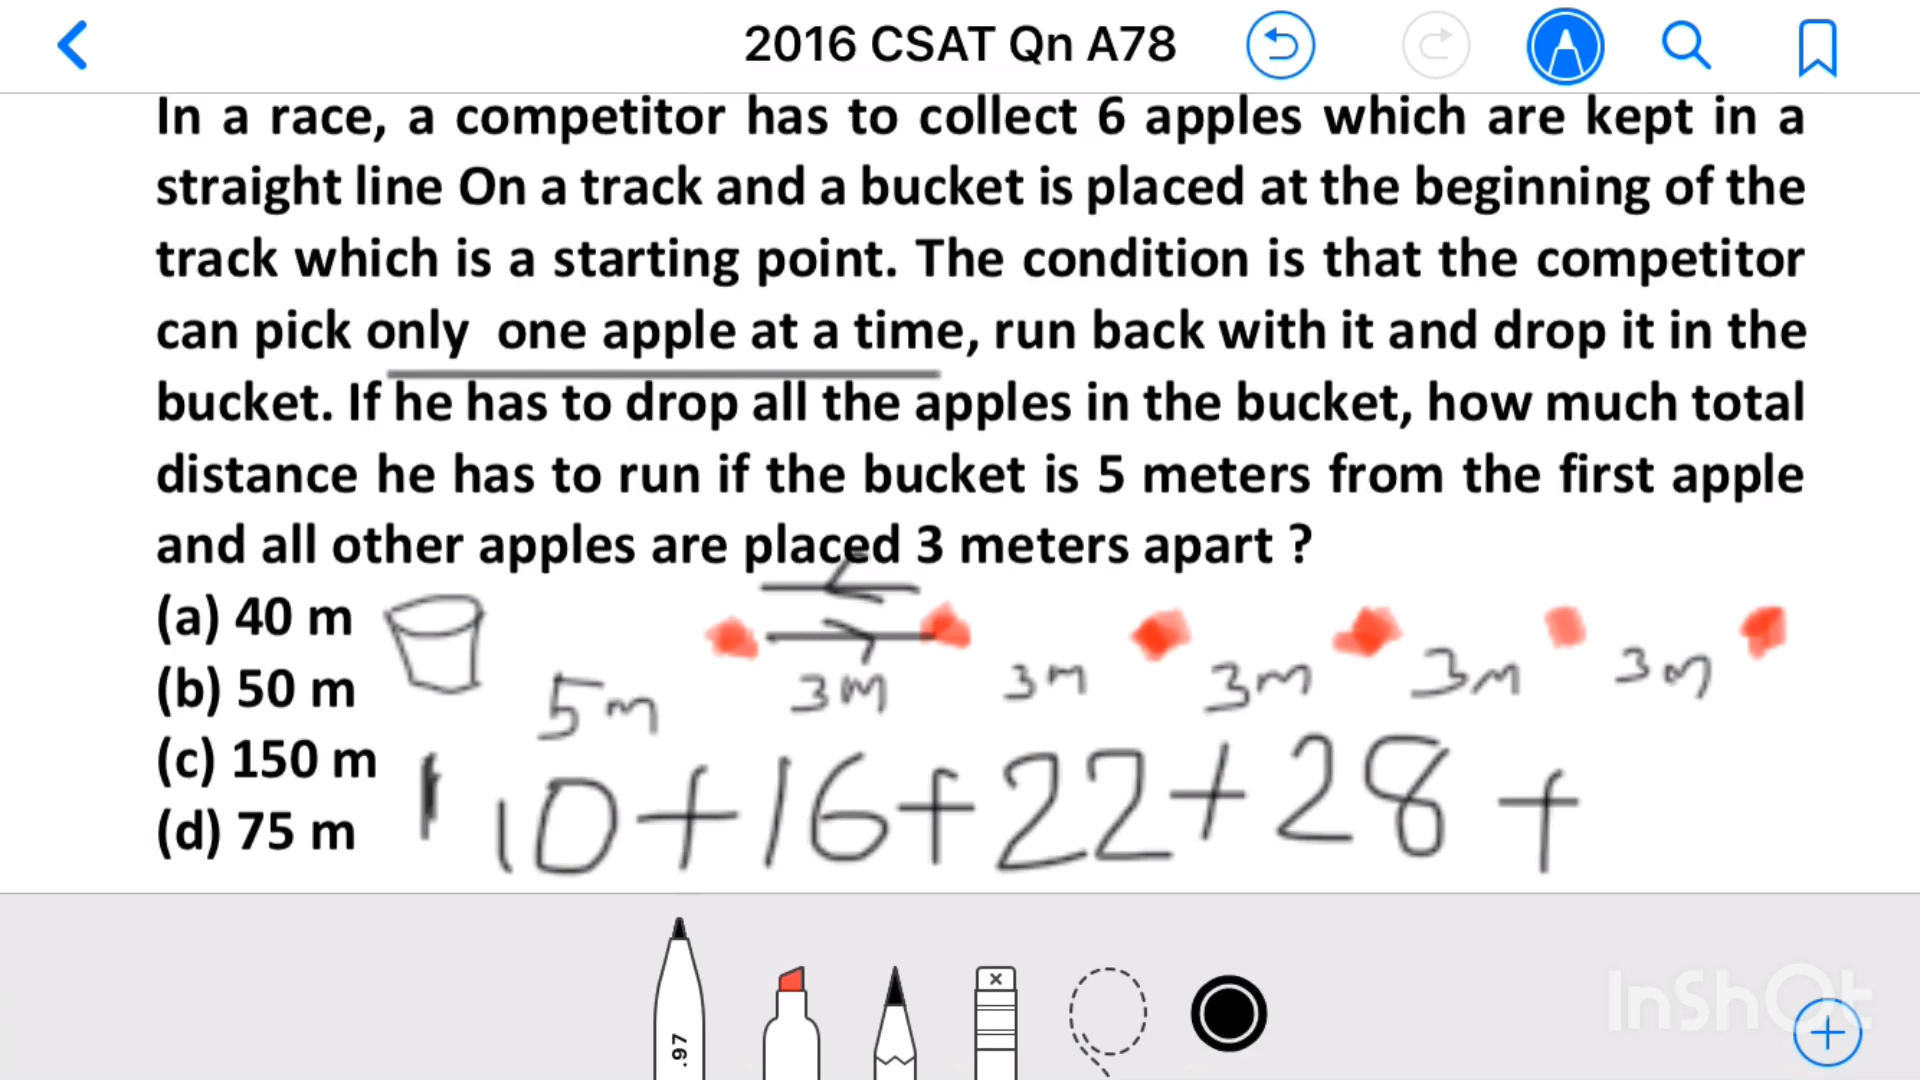 2016 CSAT Qn A78
In a race, a competitor has to collect 6 apples which are kept in a
straight line On a track and a bucket is placed at the beginning of the
track which is a starting point. The condition is that the competitor
can pick only one apple at a time, run back with it and drop it in the
bucket. If he has to drop all the apples in the bucket, how much total
distance he has to run if the bucket is 5 meters from the first apple
and all other apples are placed 3 meters apart ?
(a) 40 m
(b) 50 m
5m 3m 3m 3m 3m 3m
(c) 150 m
10+16+22+28+
(d) 75 m
.97
InShOt